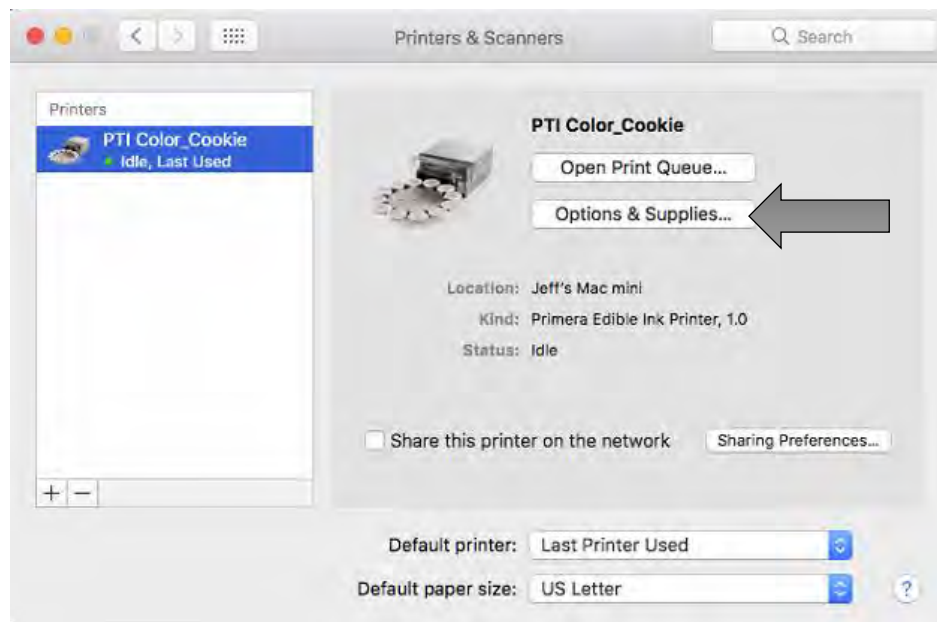 Printers & Scanners
Search
Printers
PTI Color_Cookie
Idle, Last Used
+ −
PTI Color_Cookie
Open Print Queue...
Options & Supplies...
Location: Jeff's Mac mini
Kind: Primera Edible Ink Printer, 1.0
Status: Idle
Share this printer on the network
Sharing Preferences...
Default printer: Last Printer Used
Default paper size: US Letter
?